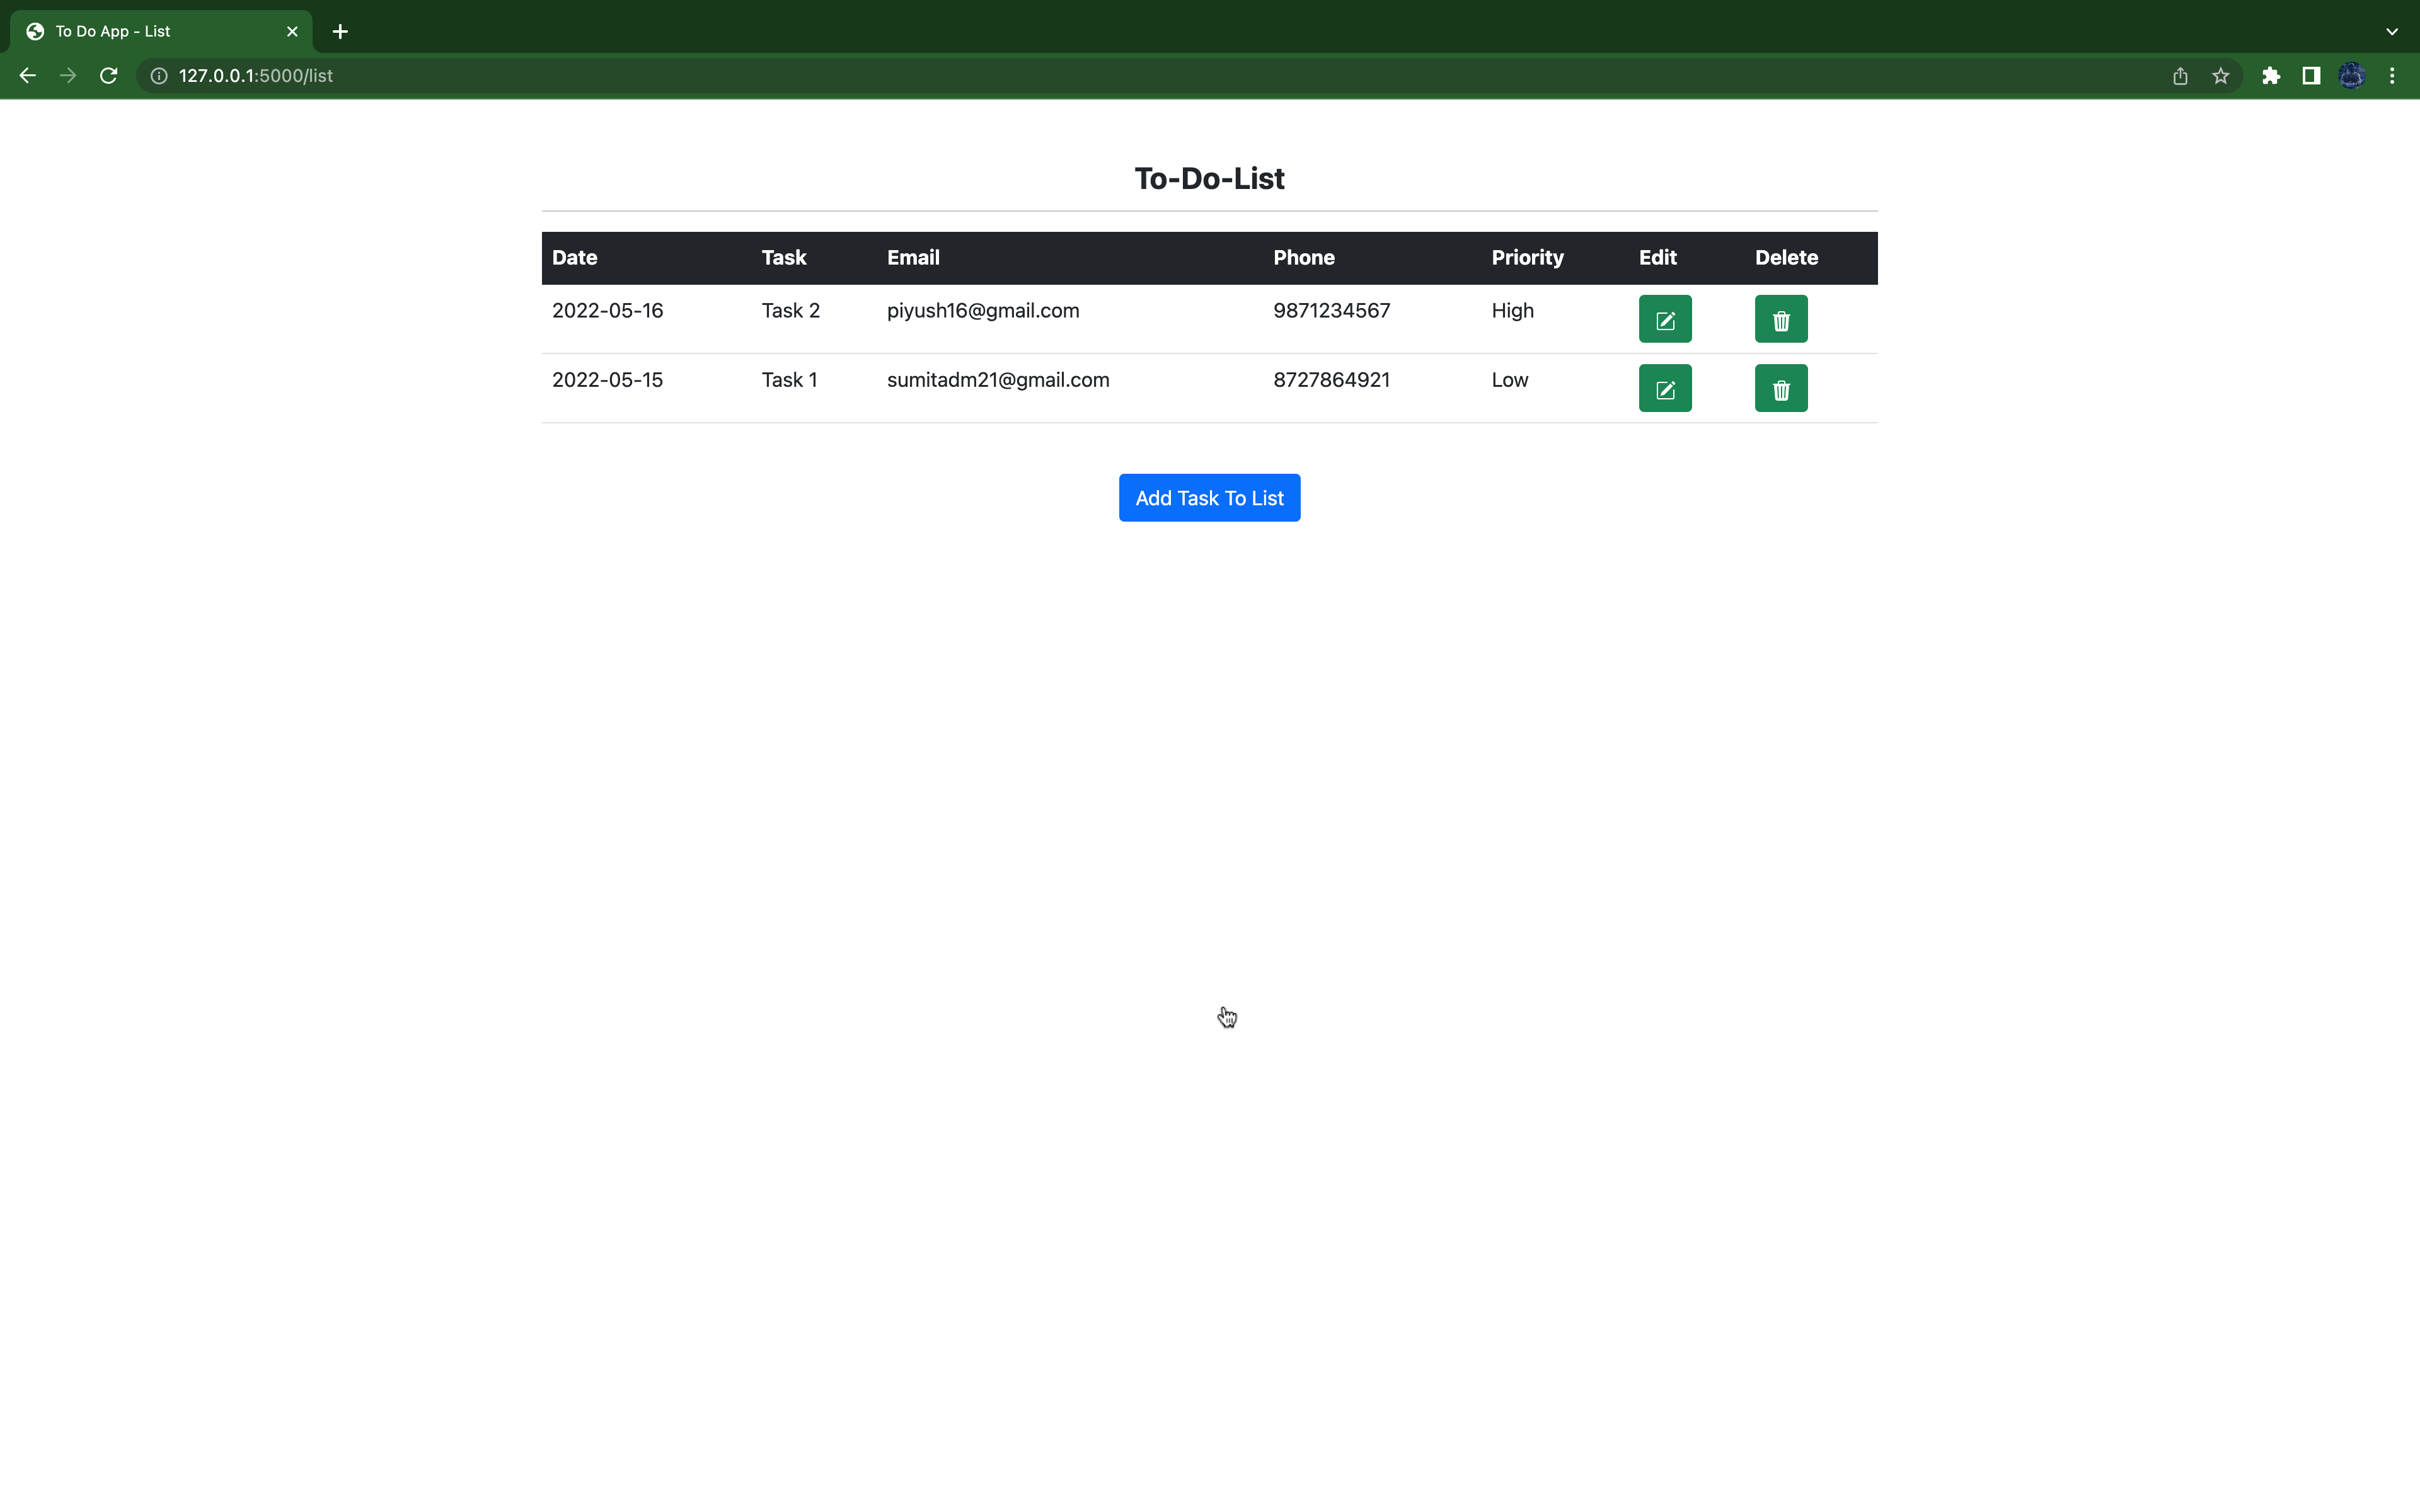 To Do App - List
127.0.0.1:5000/list
To-Do-List
Date Task Email Phone Priority Edit Delete
2022-05-16 Task 2 piyush16@gmail.com 9871234567 High
2022-05-15 Task 1 sumitadm21@gmail.com 8727864921 Low
Add Task To List